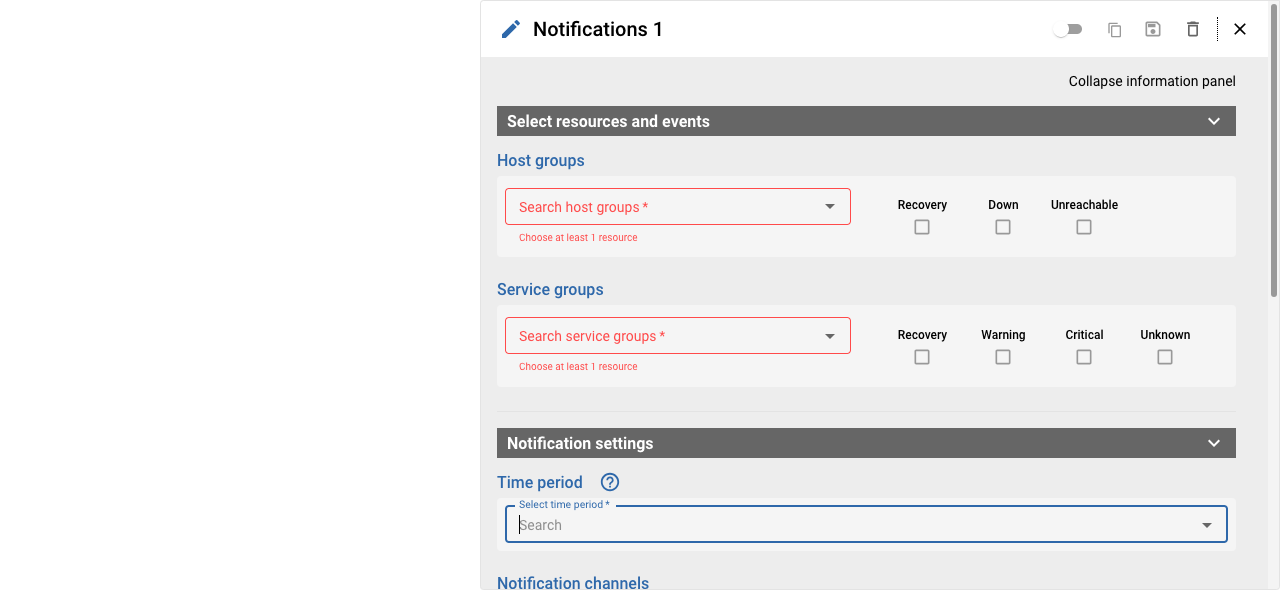 Notifications 1
Collapse information panel
Select resources and events
Host groups
Search host groups *
Choose at least 1 resource
Recovery Down Unreachable
Service groups
Search service groups *
Choose at least 1 resource
Recovery Warning Critical Unknown
Notification settings
Time period ?
Select time period *
Search
Notification channels